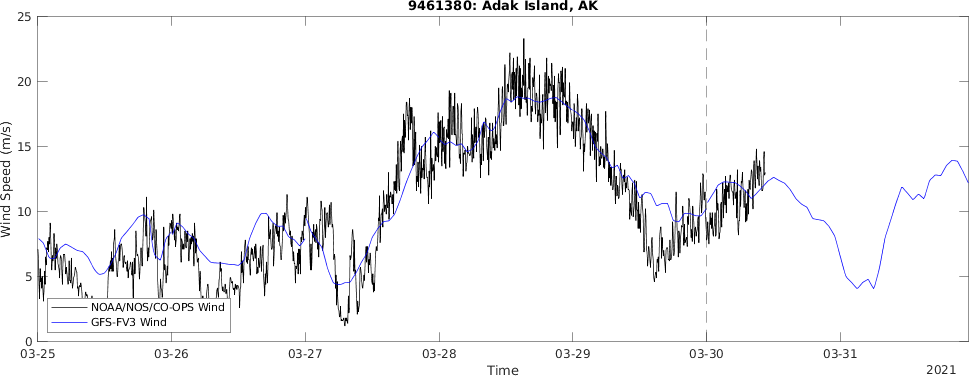 9461380: Adak Island, AK
Wind Speed (m/s)
25
20
15
10
5
0
NOAA/NOS/CO-OPS Wind
GFS-FV3 Wind
03-25 03-26 03-27 03-28 03-29 03-30 03-31
Time
2021